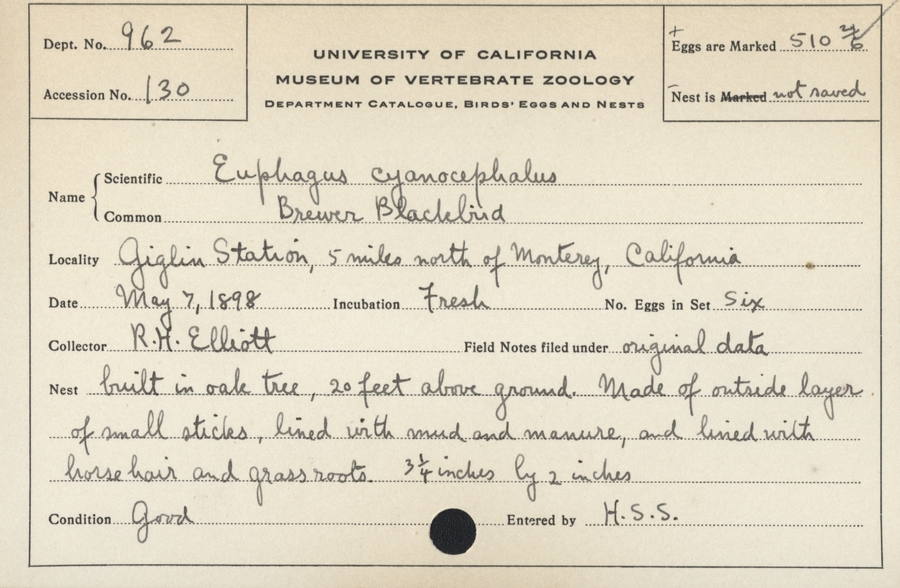 Dept. No. 962
Accession No. 130
UNIVERSITY OF CALIFORNIA
MUSEUM OF VERTEBRATE ZOOLOGY
DEPARTMENT CATALOGUE, BIRDS' EGGS AND NESTS
+
Eggs are Marked 510 24/6
Nest is Marked not saved
Name
Scientific Euphagus cyanocephalus
Common Brewer Blackbird
Locality Giglin Station, 5 miles north of Monterey, California
Date May 7, 1898 Incubation Fresh No. Eggs in Set Six
Collector R.H. Elliott Field Notes filed under original data
Nest built in oak tree, 20 feet above ground. Made of outside layer
of small sticks, lined with mud and manure, and lined with
horse hair and grass roots. 3 1/4 inches by 2 inches
Condition Good Entered by H.S.S.